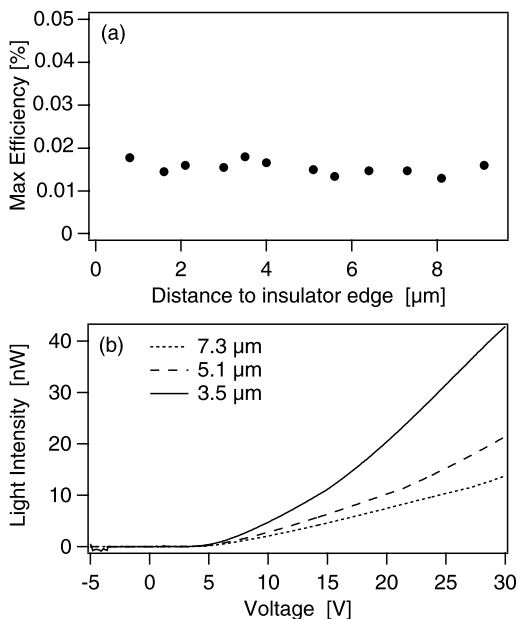 (a)
Max Efficiency [%]
0.05
0.04
0.03
0.02
0.01
0
0 2 4 6 8
Distance to insulator edge [µm]
(b)
7.3 µm
5.1 µm
3.5 µm
Light Intensity [nW]
40
30
20
10
0
-5 0 5 10 15 20 25 30
Voltage [V]